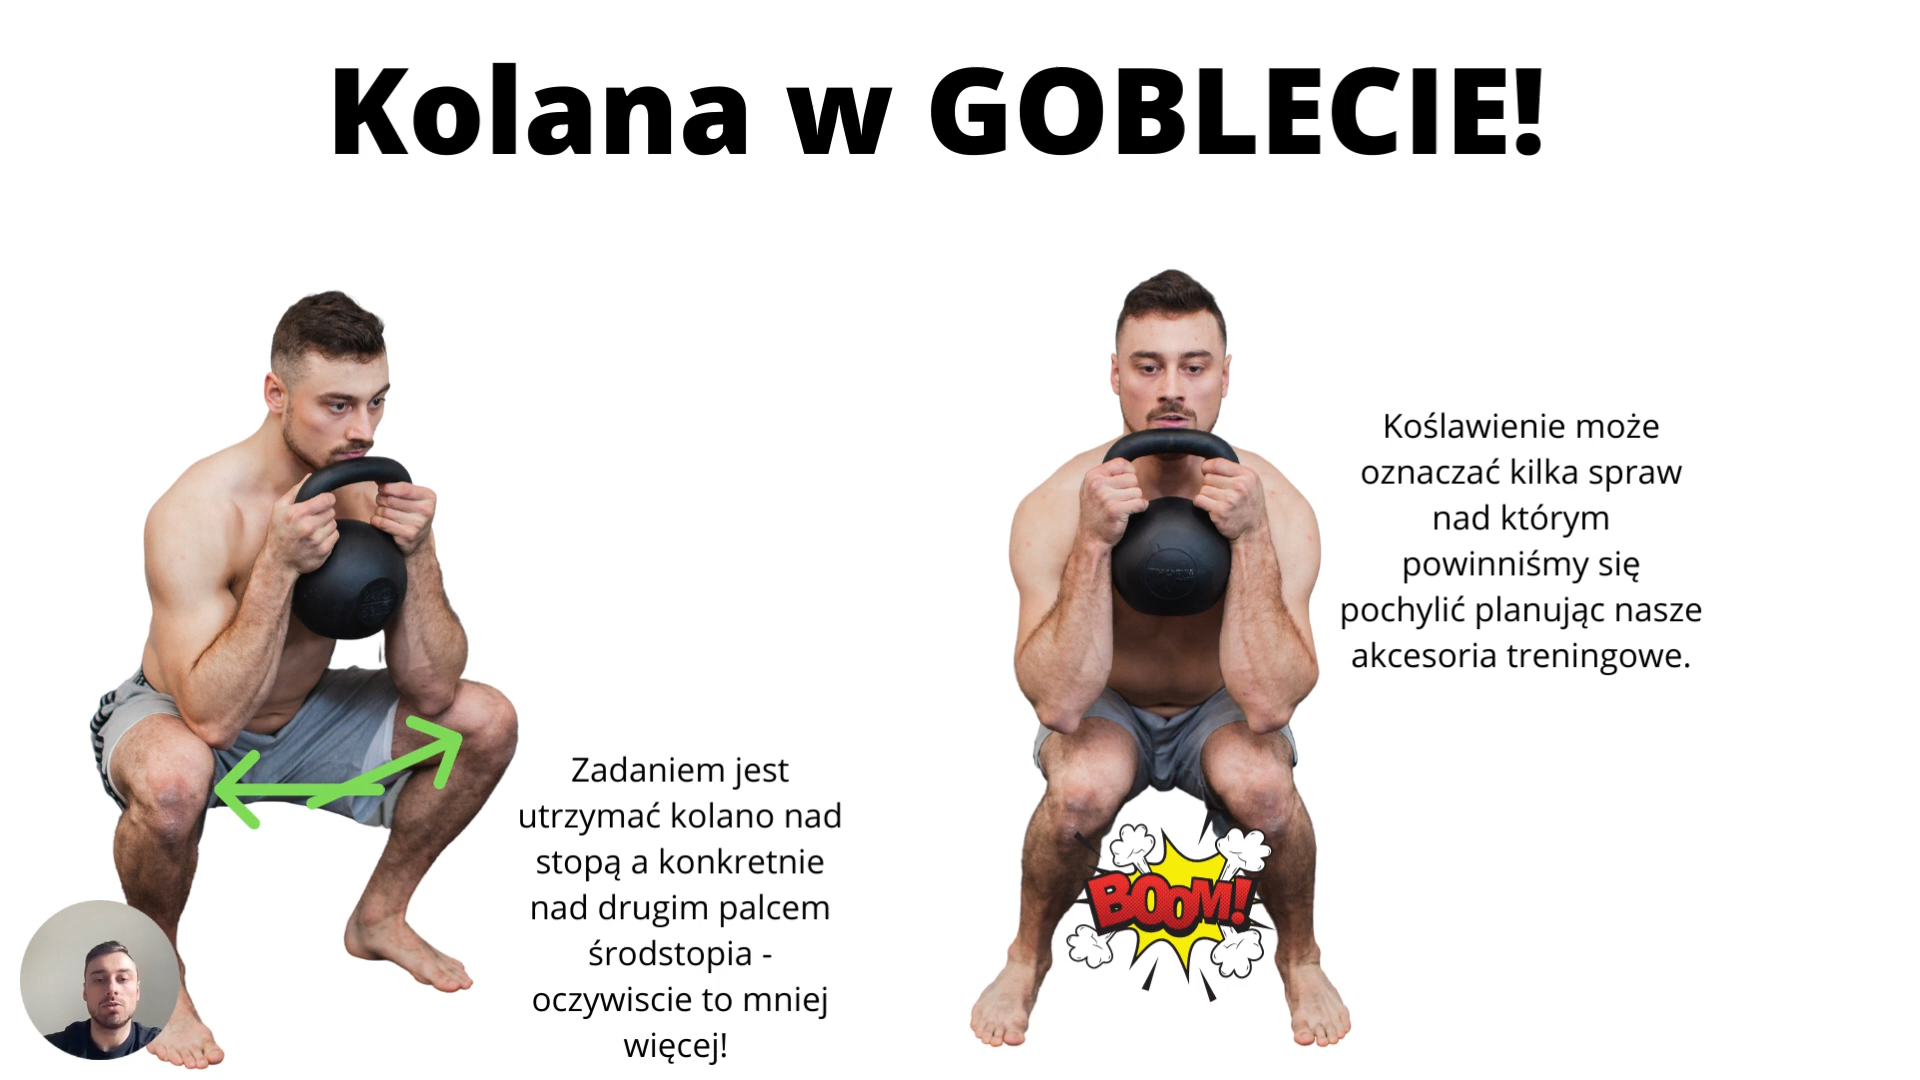 Kolana w GOBLECIE!
Koślawienie może
oznaczać kilka spraw
nad którym
powinniśmy się
pochylić planując nasze
akcesoria treningowe.
Zadaniem jest
utrzymać kolano nad
stopą a konkretnie
nad drugim palcem
środstopia -
oczywiscie to mniej
więcej!
BOOM!